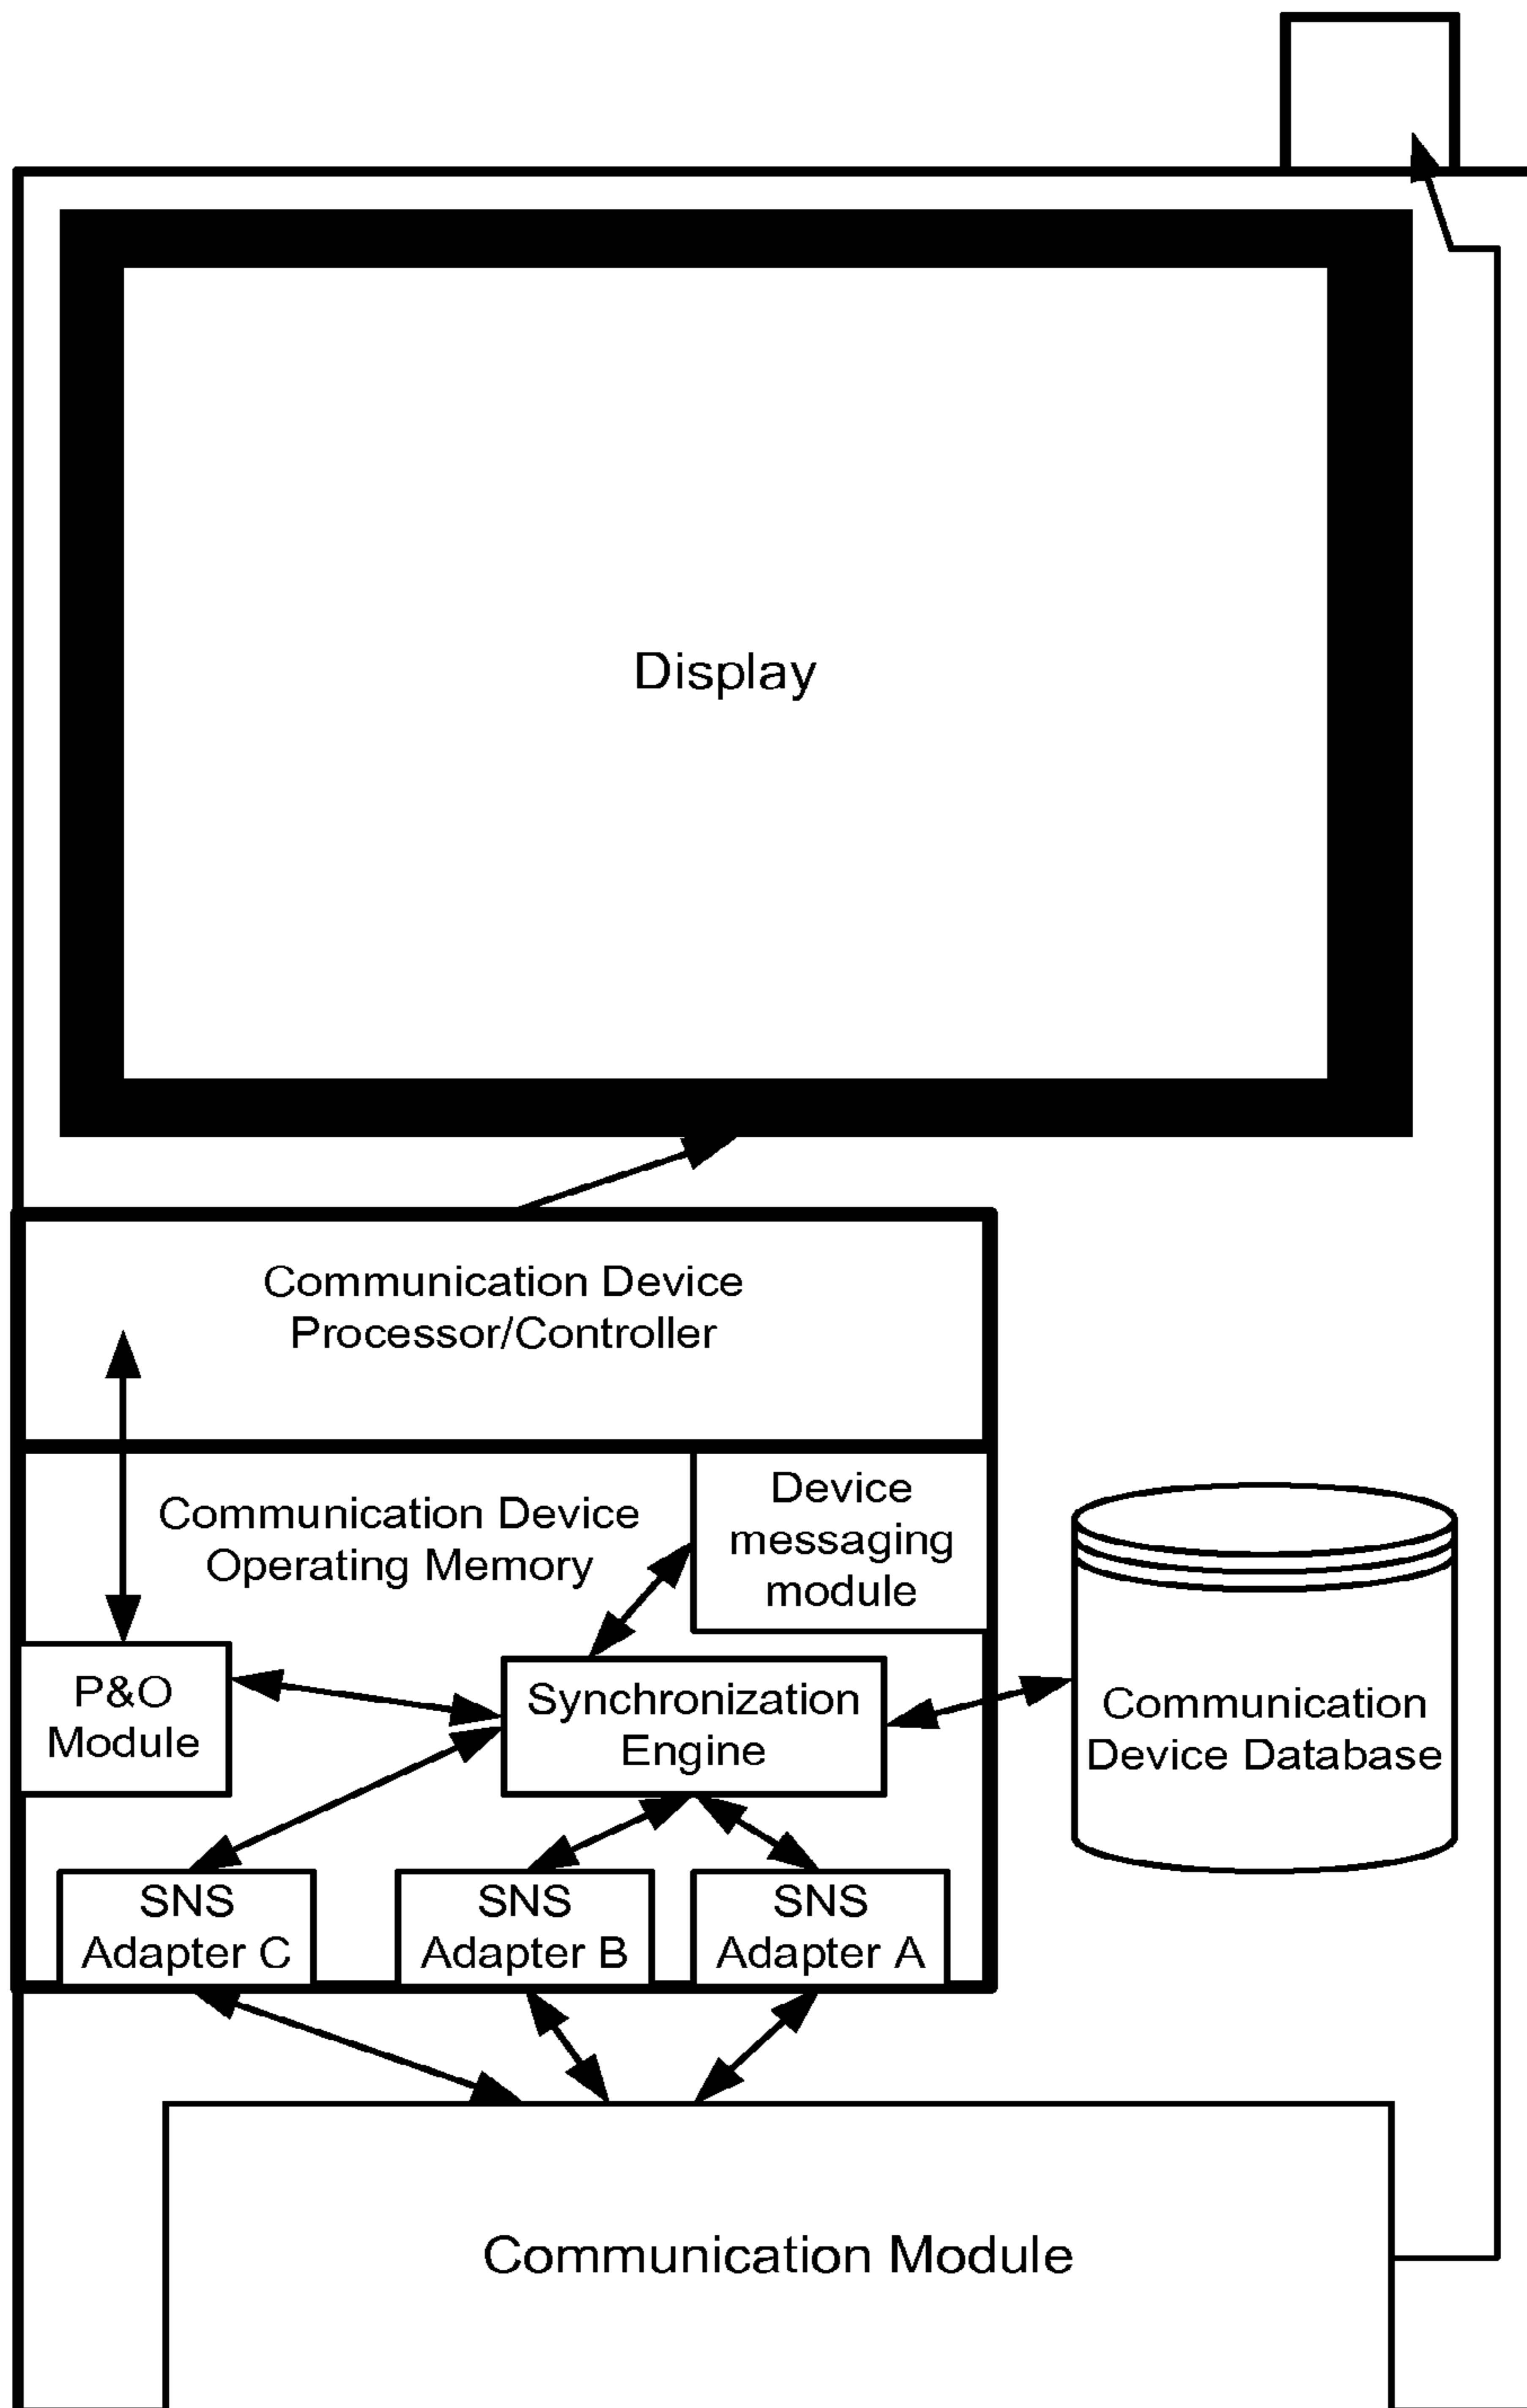 Display
Communication Device
Processor/Controller
Communication Device
Operating Memory
Device
messaging
module
P&O
Module
Synchronization
Engine
Communication
Device Database
SNS
Adapter C
SNS
Adapter B
SNS
Adapter A
Communication Module